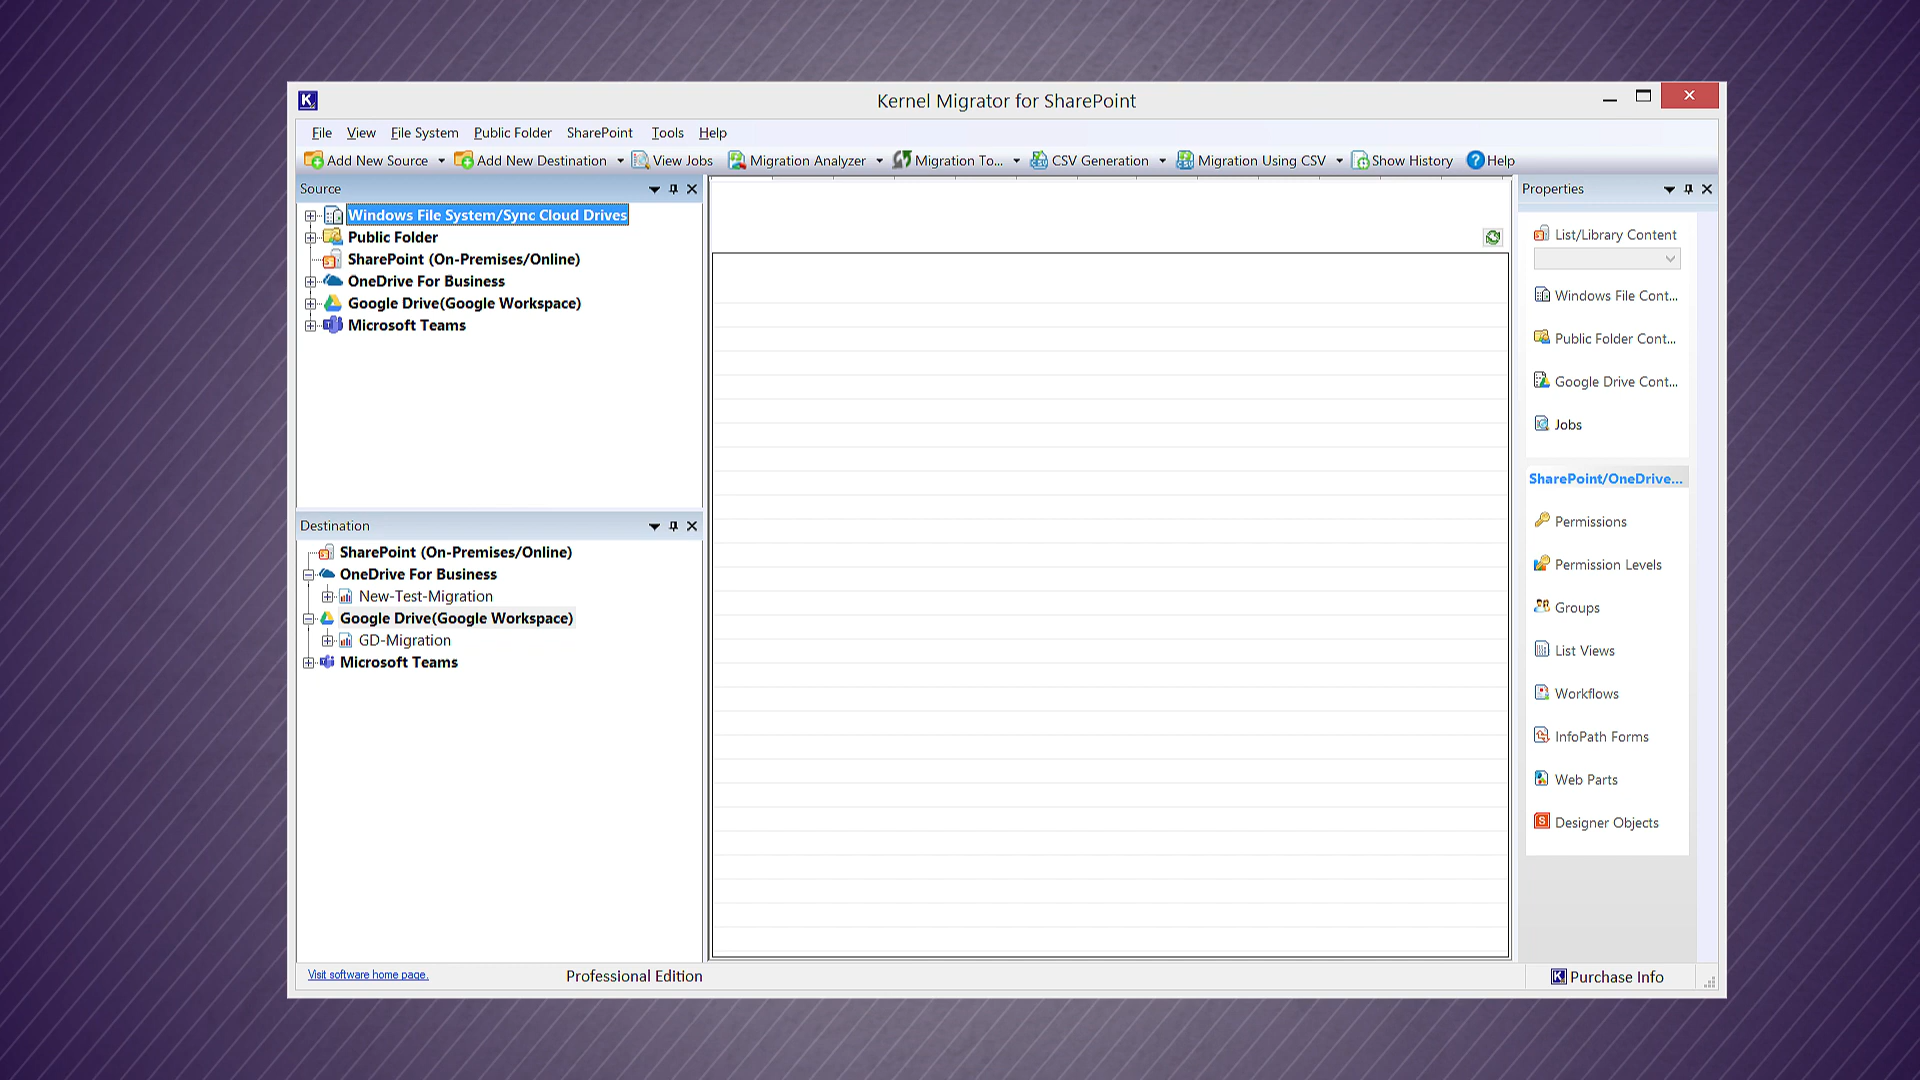 Kernel Migrator for SharePoint
File View File System Public Folder SharePoint Tools Help
Add New Source Add New Destination View Jobs Migration Analyzer Migration To... CSV Generation Migration Using CSV Show History Help
Source
Windows File System/Sync Cloud Drives
Public Folder
SharePoint (On-Premises/Online)
OneDrive For Business
Google Drive(Google Workspace)
Microsoft Teams
Destination
SharePoint (On-Premises/Online)
OneDrive For Business
New-Test-Migration
Google Drive(Google Workspace)
GD-Migration
Microsoft Teams
Properties
List/Library Content
Windows File Cont...
Public Folder Cont...
Google Drive Cont...
Jobs
SharePoint/OneDrive...
Permissions
Permission Levels
Groups
List Views
Workflows
InfoPath Forms
Web Parts
Designer Objects
Visit software home page.
Professional Edition
Purchase Info